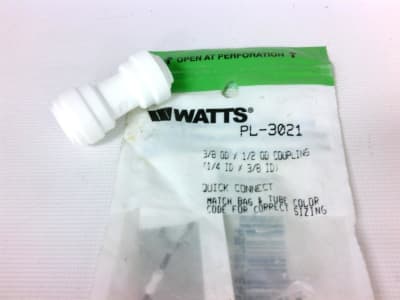 OPEN AT PERFORATION
WATTS®
PL-3021
3/8 OD / 1/2 OD COUPLING
(1/4 ID / 3/8 ID)
QUICK CONNECT
MATCH BAG & TUBE COLOR
CODE FOR CORRECT SIZING